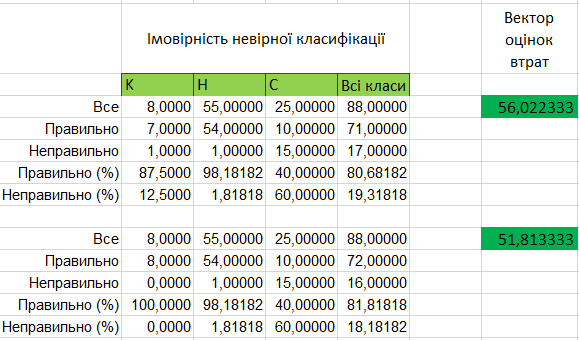 Імовірність невірної класифікації
Вектор
оцінок
втрат
K Н С Всі класи
Все 8,0000 55,00000 25,00000 88,00000 56,022333
Правильно 7,0000 54,00000 10,00000 71,00000
Неправильно 1,0000 1,00000 15,00000 17,00000
Правильно (%) 87,5000 98,18182 40,00000 80,68182
Неправильно (%) 12,5000 1,81818 60,00000 19,31818
Все 8,0000 55,00000 25,00000 88,00000 51,813333
Правильно 8,0000 54,00000 10,00000 72,00000
Неправильно 0,0000 1,00000 15,00000 16,00000
Правильно (%) 100,0000 98,18182 40,00000 81,81818
Неправильно (%) 0,0000 1,81818 60,00000 18,18182